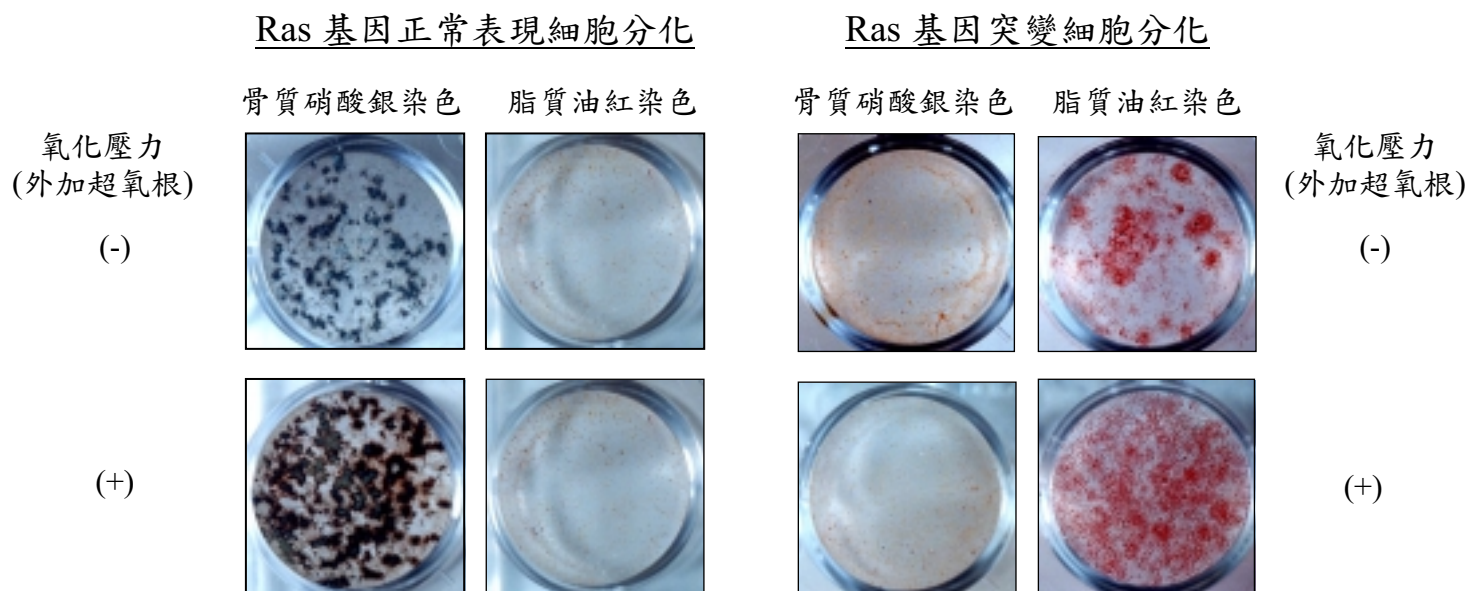 Ras 基因正常表現細胞分化
Ras 基因突變細胞分化
骨質硝酸銀染色
脂質油紅染色
骨質硝酸銀染色
脂質油紅染色
氧化壓力
(外加超氧根)
(-)
氧化壓力
(外加超氧根)
(-)
(+)
(+)